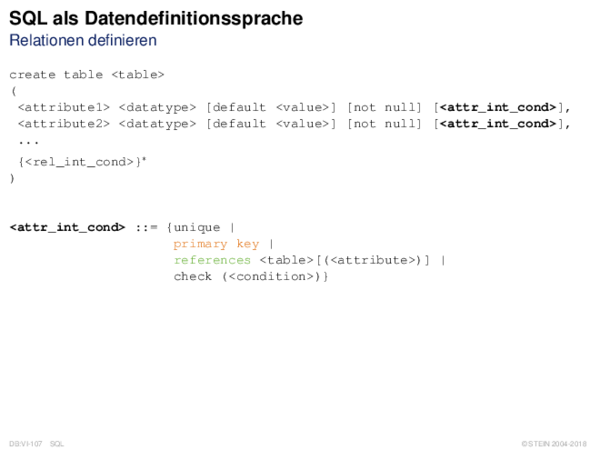 SQL als Datendefinitionssprache
Relationen definieren
create table <table>
(
<attribute1> <datatype> [default <value>] [not null] [<attr_int_cond>],
<attribute2> <datatype> [default <value>] [not null] [<attr_int_cond>],
...
{<rel_int_cond>}*
)
<attr_int_cond> ::= {unique |
primary key |
references <table>[(<attribute>)] |
check (<condition>)}
DB:VI-107 SQL
© STEIN 2004-2018